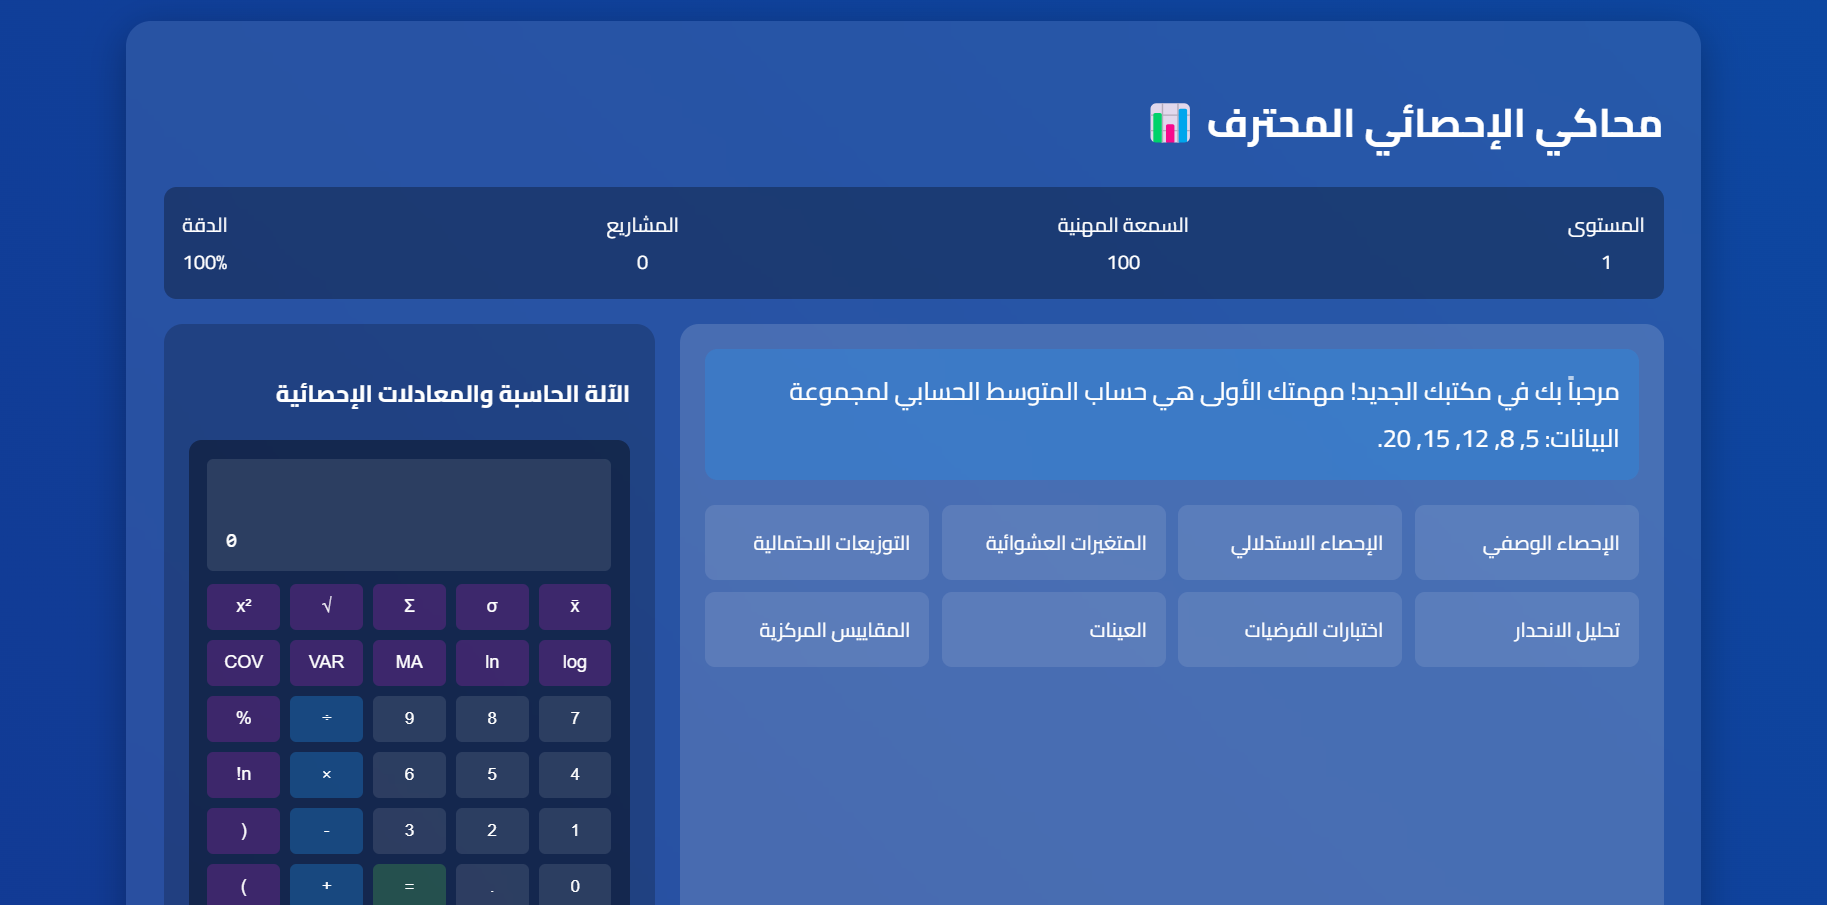 محاكي الإحصائي المحترف
المستوى
1
السمعة المهنية
100
المشاريع
0
الدقة
100%
مرحباً بك في مكتبك الجديد! مهمتك الأولى هي حساب المتوسط الحسابي لمجموعة
البيانات: 5, 8, 12, 15, 20.
الإحصاء الوصفي
الإحصاء الاستدلالي
المتغيرات العشوائية
التوزيعات الاحتمالية
تحليل الانحدار
اختبارات الفرضيات
العينات
المقاييس المركزية
الآلة الحاسبة والمعادلات الإحصائية
0
x̄ σ Σ √ x²
log ln MA VAR COV
7 8 9 ÷ %
4 5 6 × !n
1 2 3 - )
0 . = + (